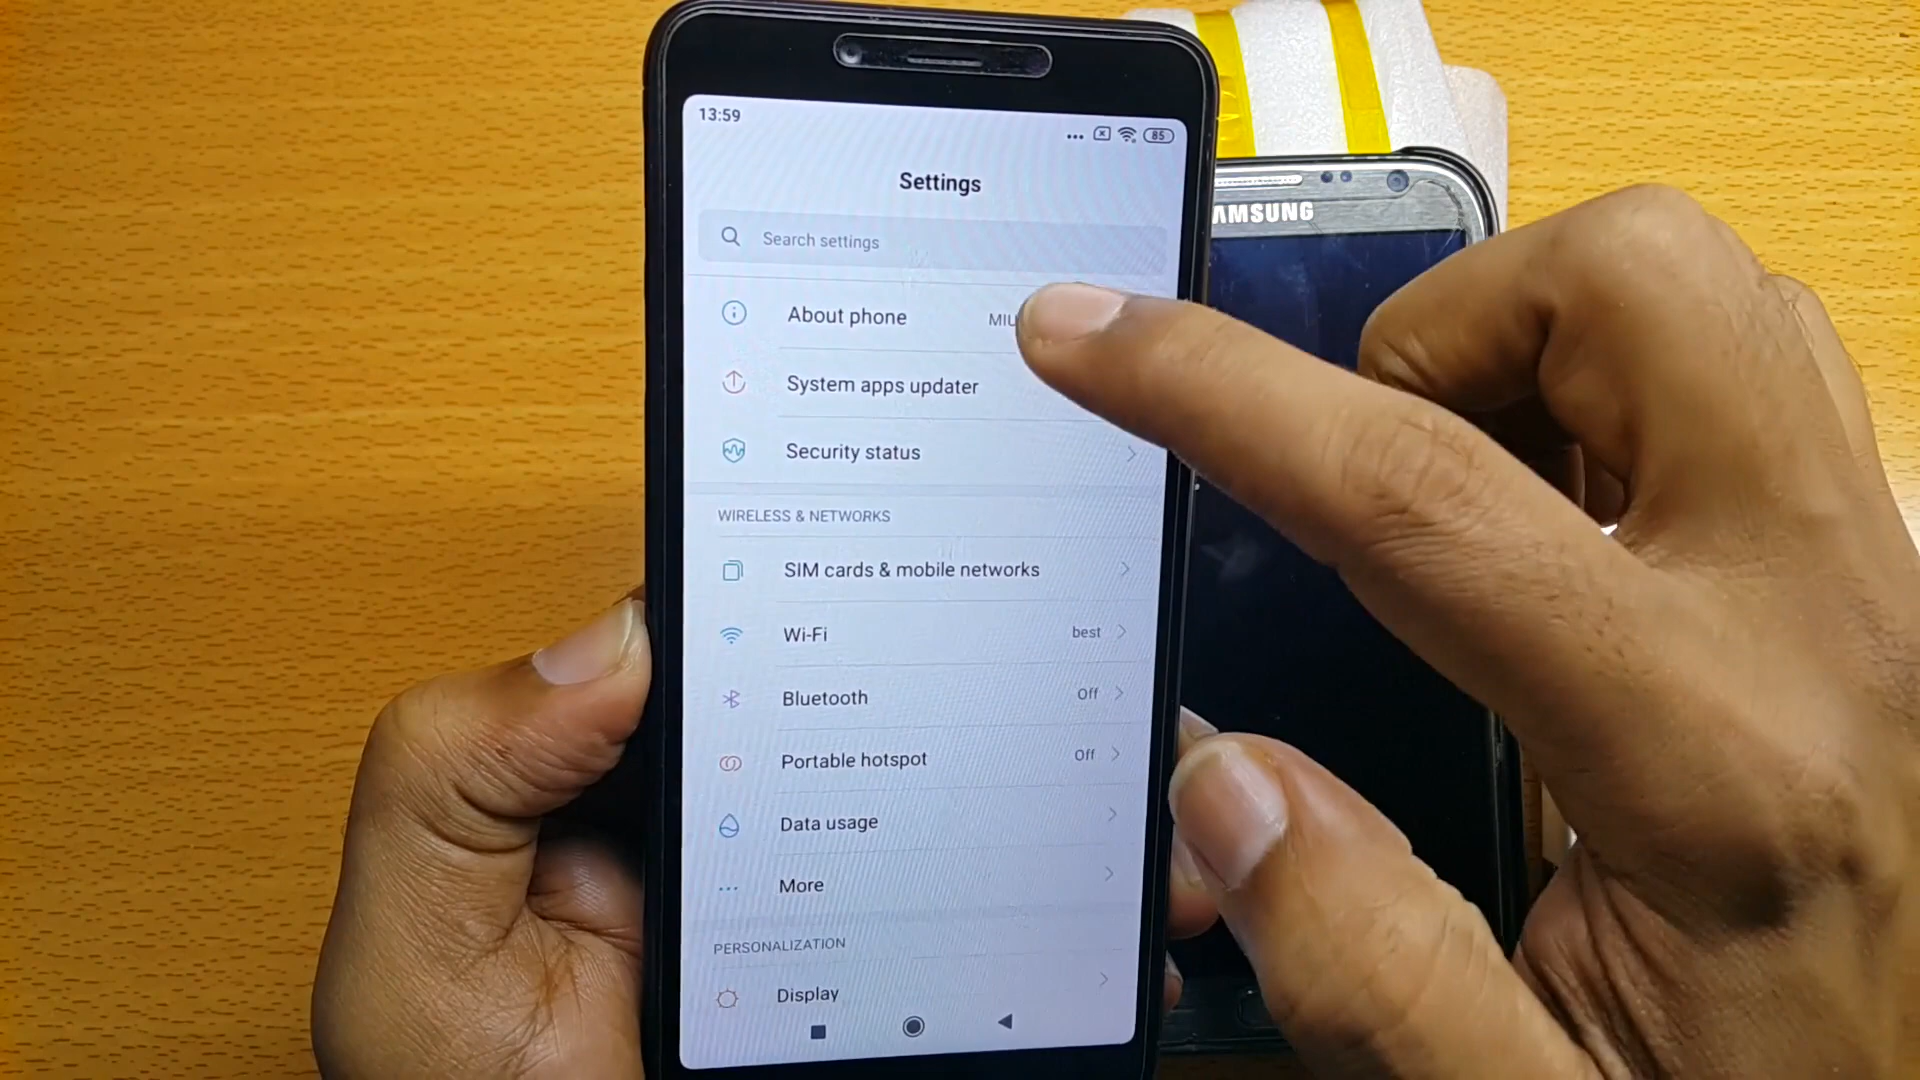 13:59
85
Settings
Search settings
About phone
System apps updater
Security status
WIRELESS & NETWORKS
SIM cards & mobile networks
Wi-Fi best
Bluetooth Off
Portable hotspot Off
Data usage
More
PERSONALIZATION
Display
AMSUNG